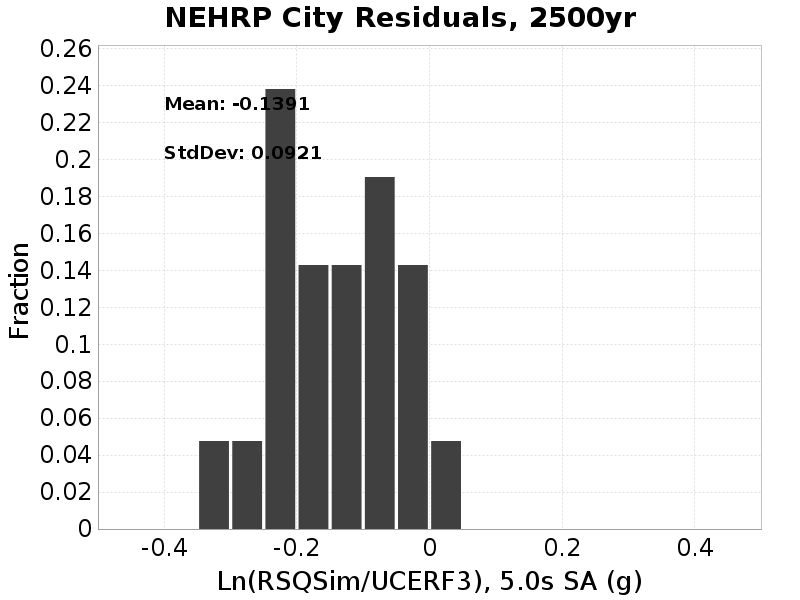 NEHRP City Residuals, 2500yr
0.26
0.24
Mean: -0.1391
0.22
StdDev: 0.0921
0.2
0.18
0.16
0.14
0.12
0.1
0.08
0.06
0.04
0.02
0
Fraction
-0.4 -0.2 0 0.2 0.4
Ln(RSQSim/UCERF3), 5.0s SA (g)